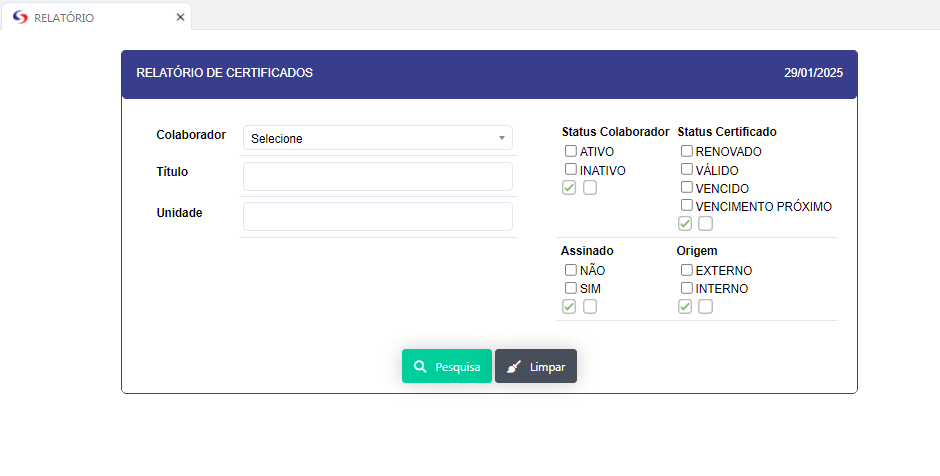 RELATÓRIO
RELATÓRIO DE CERTIFICADOS 29/01/2025
Colaborador Selecione
Título
Unidade
Status Colaborador
ATIVO
INATIVO
Status Certificado
RENOVADO
VÁLIDO
VENCIDO
VENCIMENTO PRÓXIMO
Assinado
NÃO
SIM
Origem
EXTERNO
INTERNO
Pesquisa Limpar